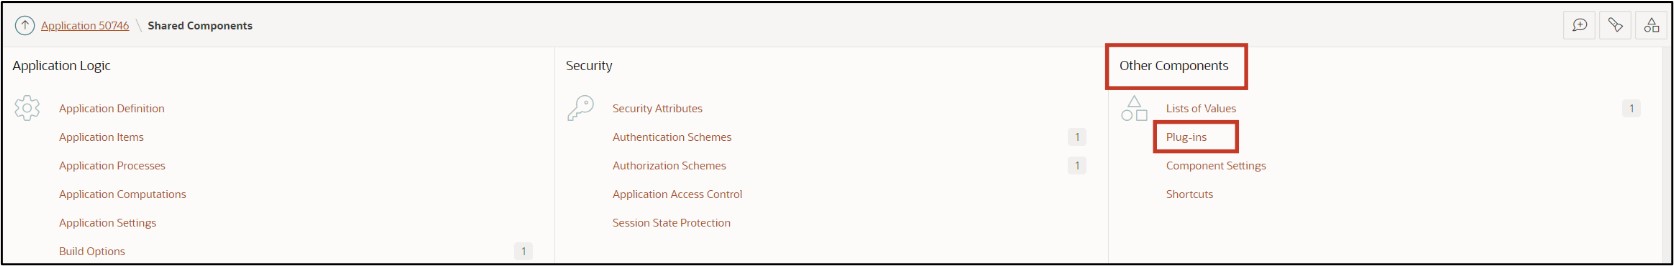 Application 50746 \ Shared Components
Application Logic
Application Definition
Application Items
Application Processes
Application Computations
Application Settings
Build Options 1
Security
Security Attributes
Authentication Schemes 1
Authorization Schemes 1
Application Access Control
Session State Protection
Other Components
Lists of Values 1
Plug-ins
Component Settings
Shortcuts